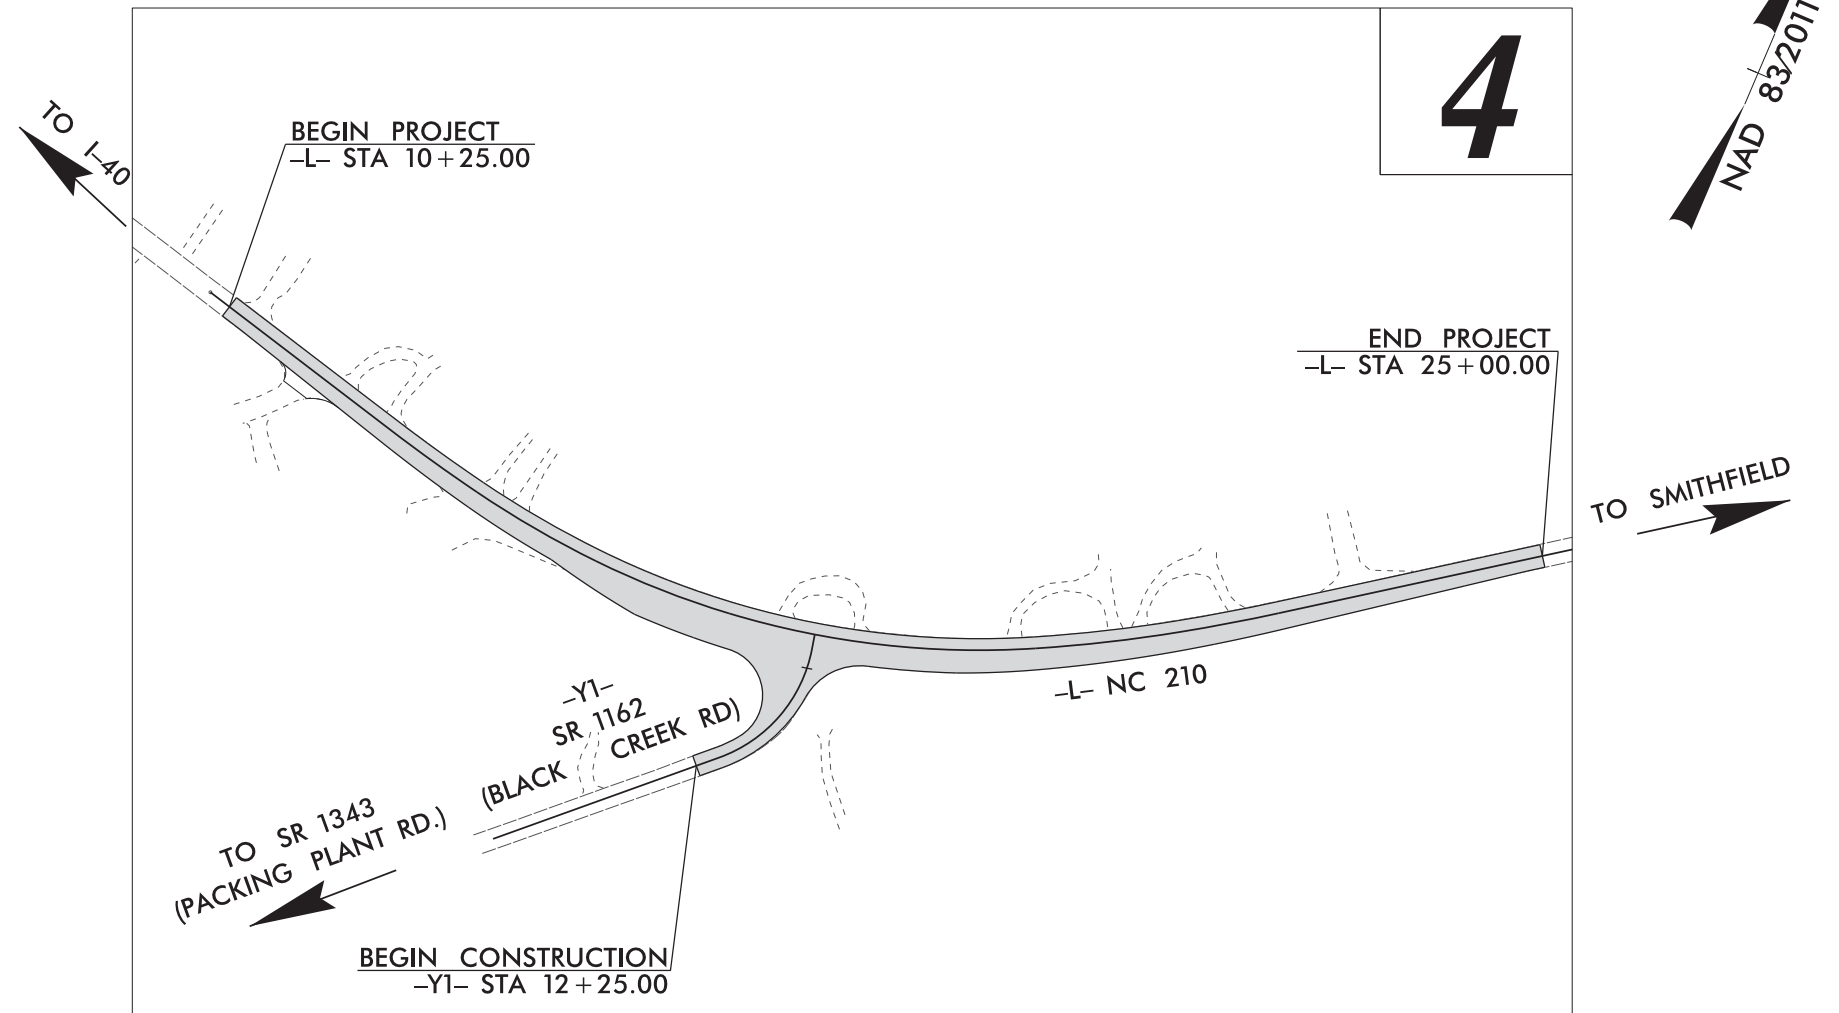 4
NAD 83/2011
TO I-40
BEGIN PROJECT
-L- STA 10+25.00
END PROJECT
-L- STA 25+00.00
TO SMITHFIELD
-L- NC 210
-Y1-
SR 1162
(BLACK CREEK RD)
TO SR 1343
(PACKING PLANT RD.)
BEGIN CONSTRUCTION
-Y1- STA 12+25.00